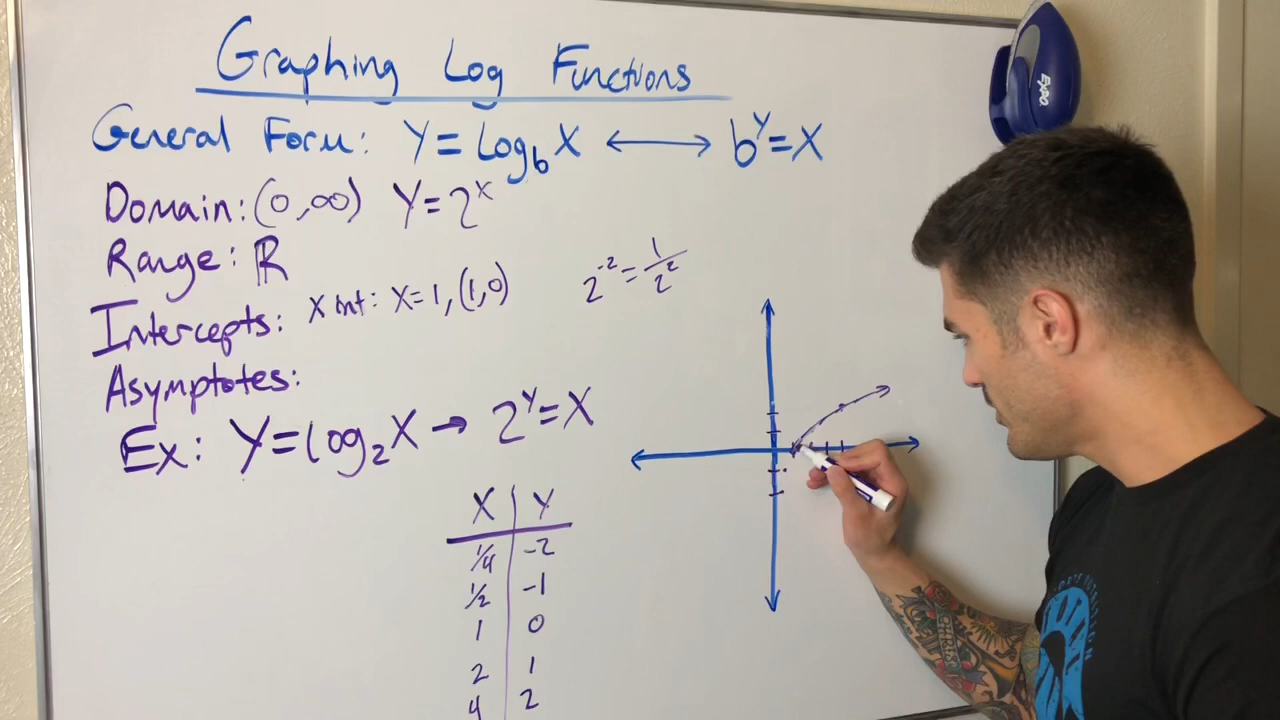 Graphing Log Functions
General Form: Y=Log_b X ⟷ b^Y=X
Domain: (0,∞) Y=2^X
Range: ℝ
Intercepts: X int: X=1, (1,0) 2^-2=1/2^2
Asymptotes:
Ex: Y=log_2 X → 2^Y=X
X Y
1/4 -2
1/2 -1
1 0
2 1
4 2
EXPO
CHRIS